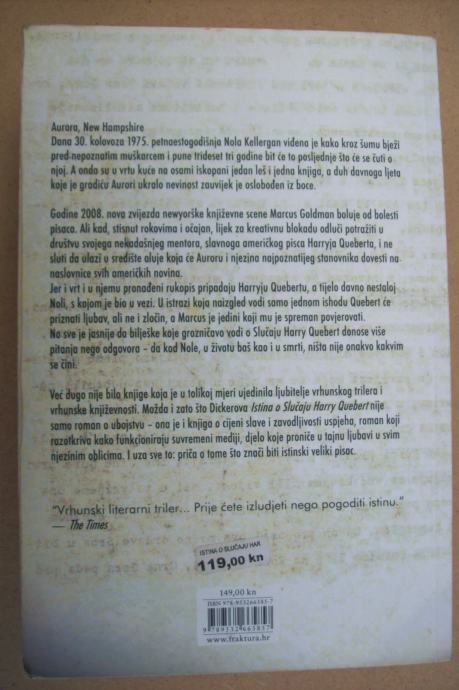 Aurora, New Hampshire
Dana 30. kolovoza 1975. petnaestogodišnja Nola Kellergan viđena je kako kroz šumu bježi
pred nepoznatim muškarcem i pune trideset tri godine bit će to posljednje što će se čuti o
njoj. A onda su u vrtu kuće na osami iskopani jedan leš i jedna knjiga, a duh davnoga ljeta
koje je gradiću Aurori ukralo nevinost zauvijek je oslobođen iz boce.
Godine 2008. nova zvijezda newyorške književne scene Marcus Goldman boluje od bolesti
pisaca. Ali kad, stisnut rokovima i očajan, lijek za kreativnu blokadu odluči potražiti u
društvu svojega nekadašnjeg mentora, slavnoga američkog pisca Harryja Queberta, i ne
sluti da ulazi u središte aluje koja će Auroru i njezina najpoznatijeg stanovnika dovesti na
naslovnice svih američkih novina.
Jer i vrt i u njemu pronađeni rukopis pripadaju Harryju Quebertu, a tijelo davno nestaloj
Noli, s kojom je bio u vezi. U istrazi koja naizgled vodi samo jednom ishodu Quebert će
priznati ljubav, ali ne i zločin, a Marcus je jedini koji mu je spreman povjerovati.
No sve je jasnije da bilješke koje grozničavo vodi o Slučaju Harry Quebert donose više
pitanja nego odgovora – da kod Nole, u životu baš kao i u smrti, ništa nije onakvo kakvim
se čini.
Već dugo nije bilo knjige koja je u tolikoj mjeri ujedinila ljubitelje vrhunskog trilera i
vrhunske književnosti. Možda i zato što Dickerova Istina o Slučaju Harry Quebert nije
samo roman o ubojstvu – ona je i knjiga o cijeni slave i zavodljivosti uspjeha, roman koji
razotkriva kako funkcioniraju suvremeni mediji, djelo koje proniče u tajnu ljubavi u svim
njezinim oblicima. I uza sve to: priča o tome što znači biti istinski veliki pisac.
“Vrhunski literarni triler... Prije ćete izludjeti nego pogoditi istinu.”
— The Times
ISTINA O SLUČAJU HAR
119,00 kn
149,00 kn
ISBN 978-953266385-7
9 789532 663857
www.fraktura.hr